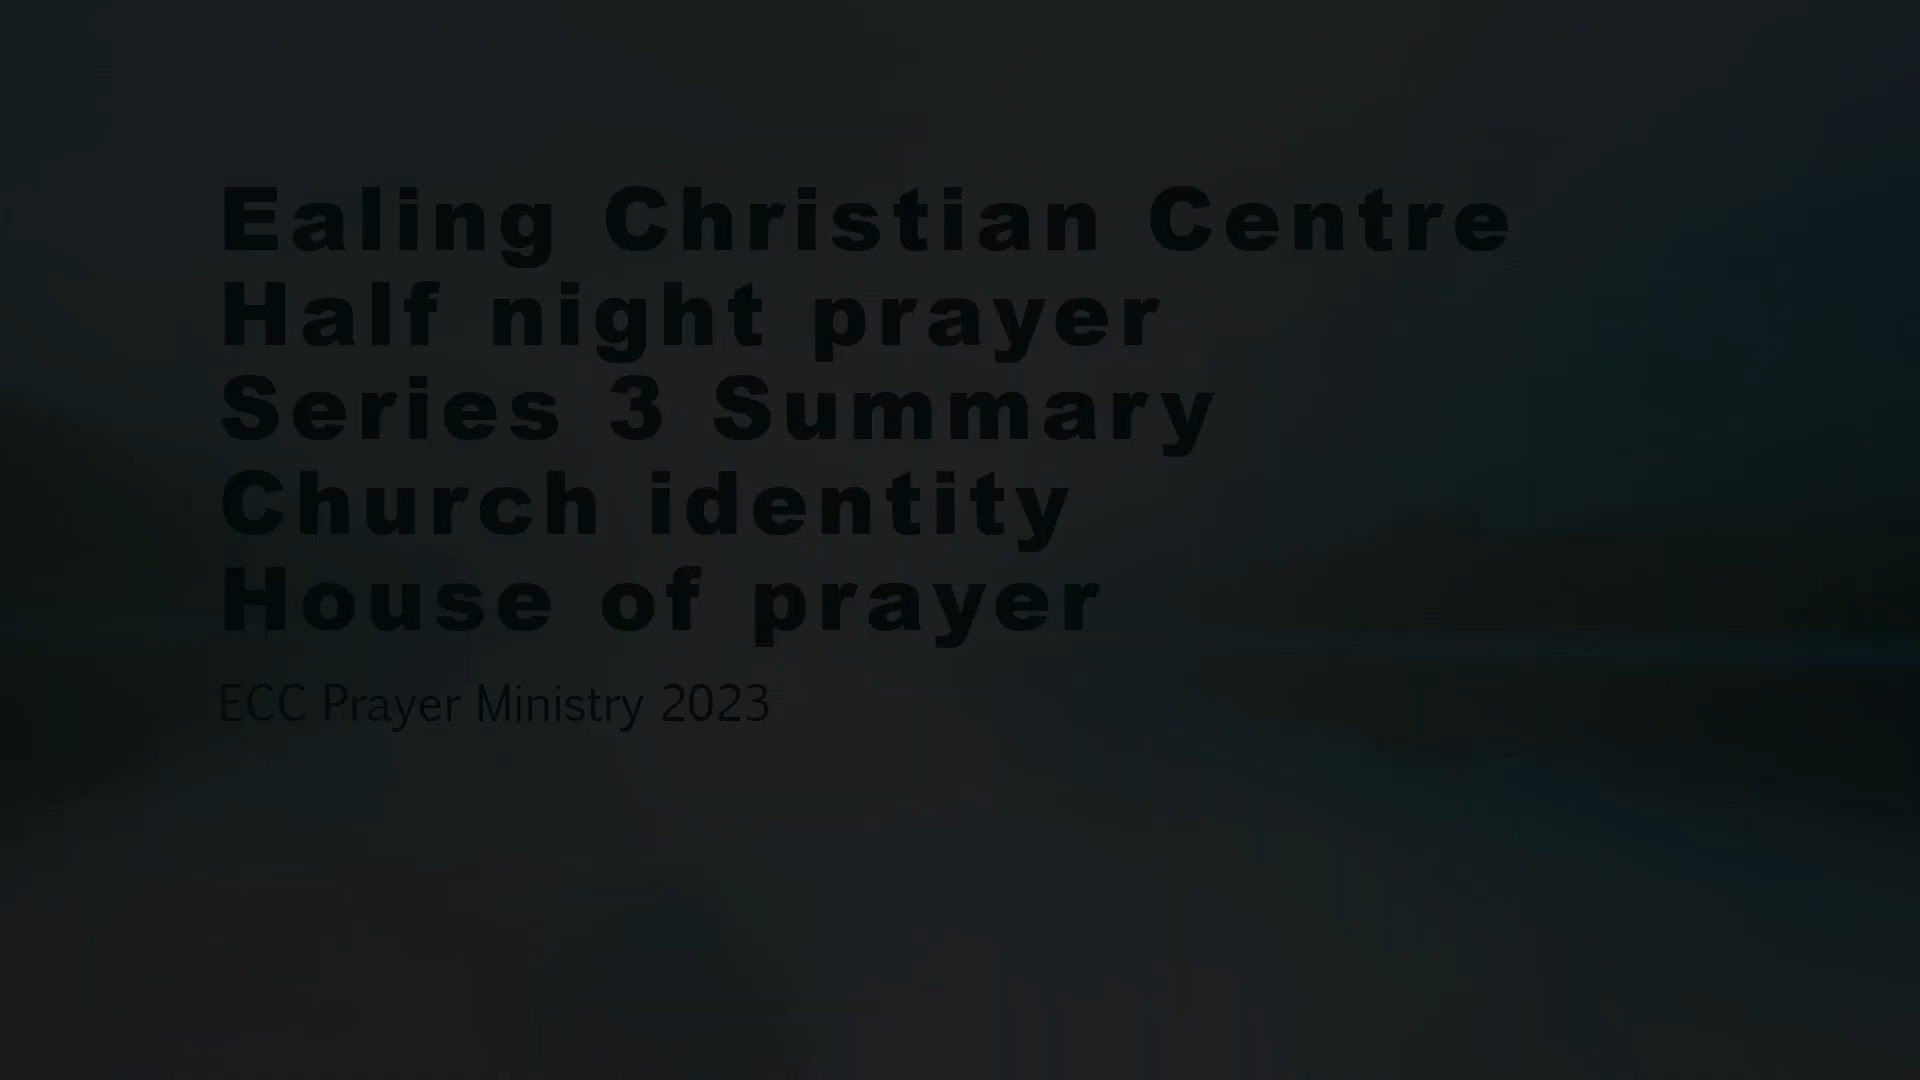 Ealing Christian Centre
Half night prayer
Series 3 Summary
Church identity
House of prayer
ECC Prayer Ministry 2023